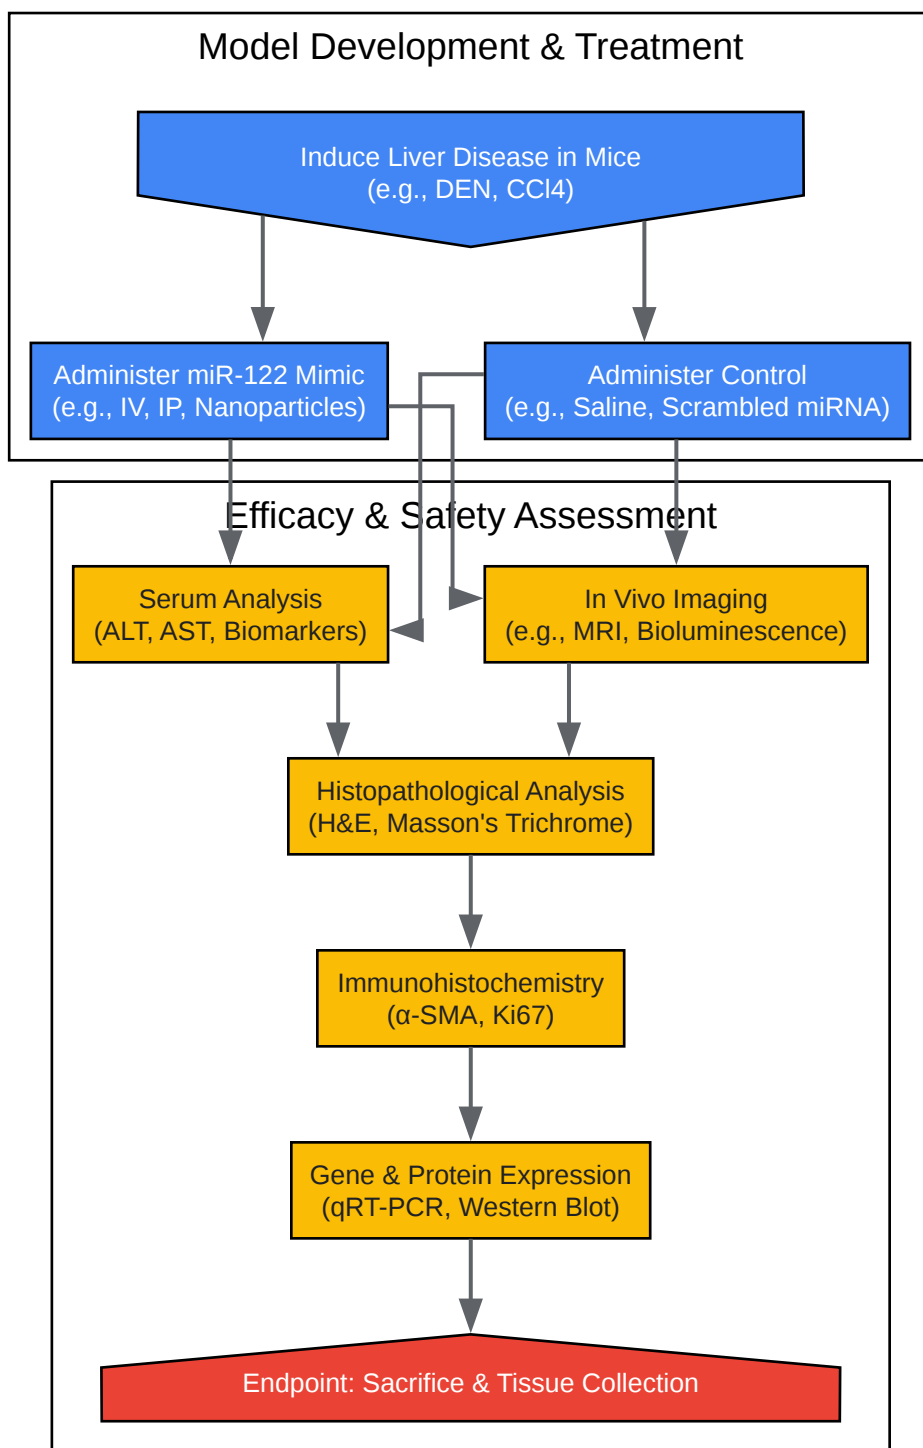 Model Development & Treatment
Induce Liver Disease in Mice
(e.g., DEN, CCl4)
Administer miR-122 Mimic
(e.g., IV, IP, Nanoparticles)
Administer Control
(e.g., Saline, Scrambled miRNA)
Efficacy & Safety Assessment
Serum Analysis
(ALT, AST, Biomarkers)
In Vivo Imaging
(e.g., MRI, Bioluminescence)
Histopathological Analysis
(H&E, Masson's Trichrome)
Immunohistochemistry
(α-SMA, Ki67)
Gene & Protein Expression
(qRT-PCR, Western Blot)
Endpoint: Sacrifice & Tissue Collection